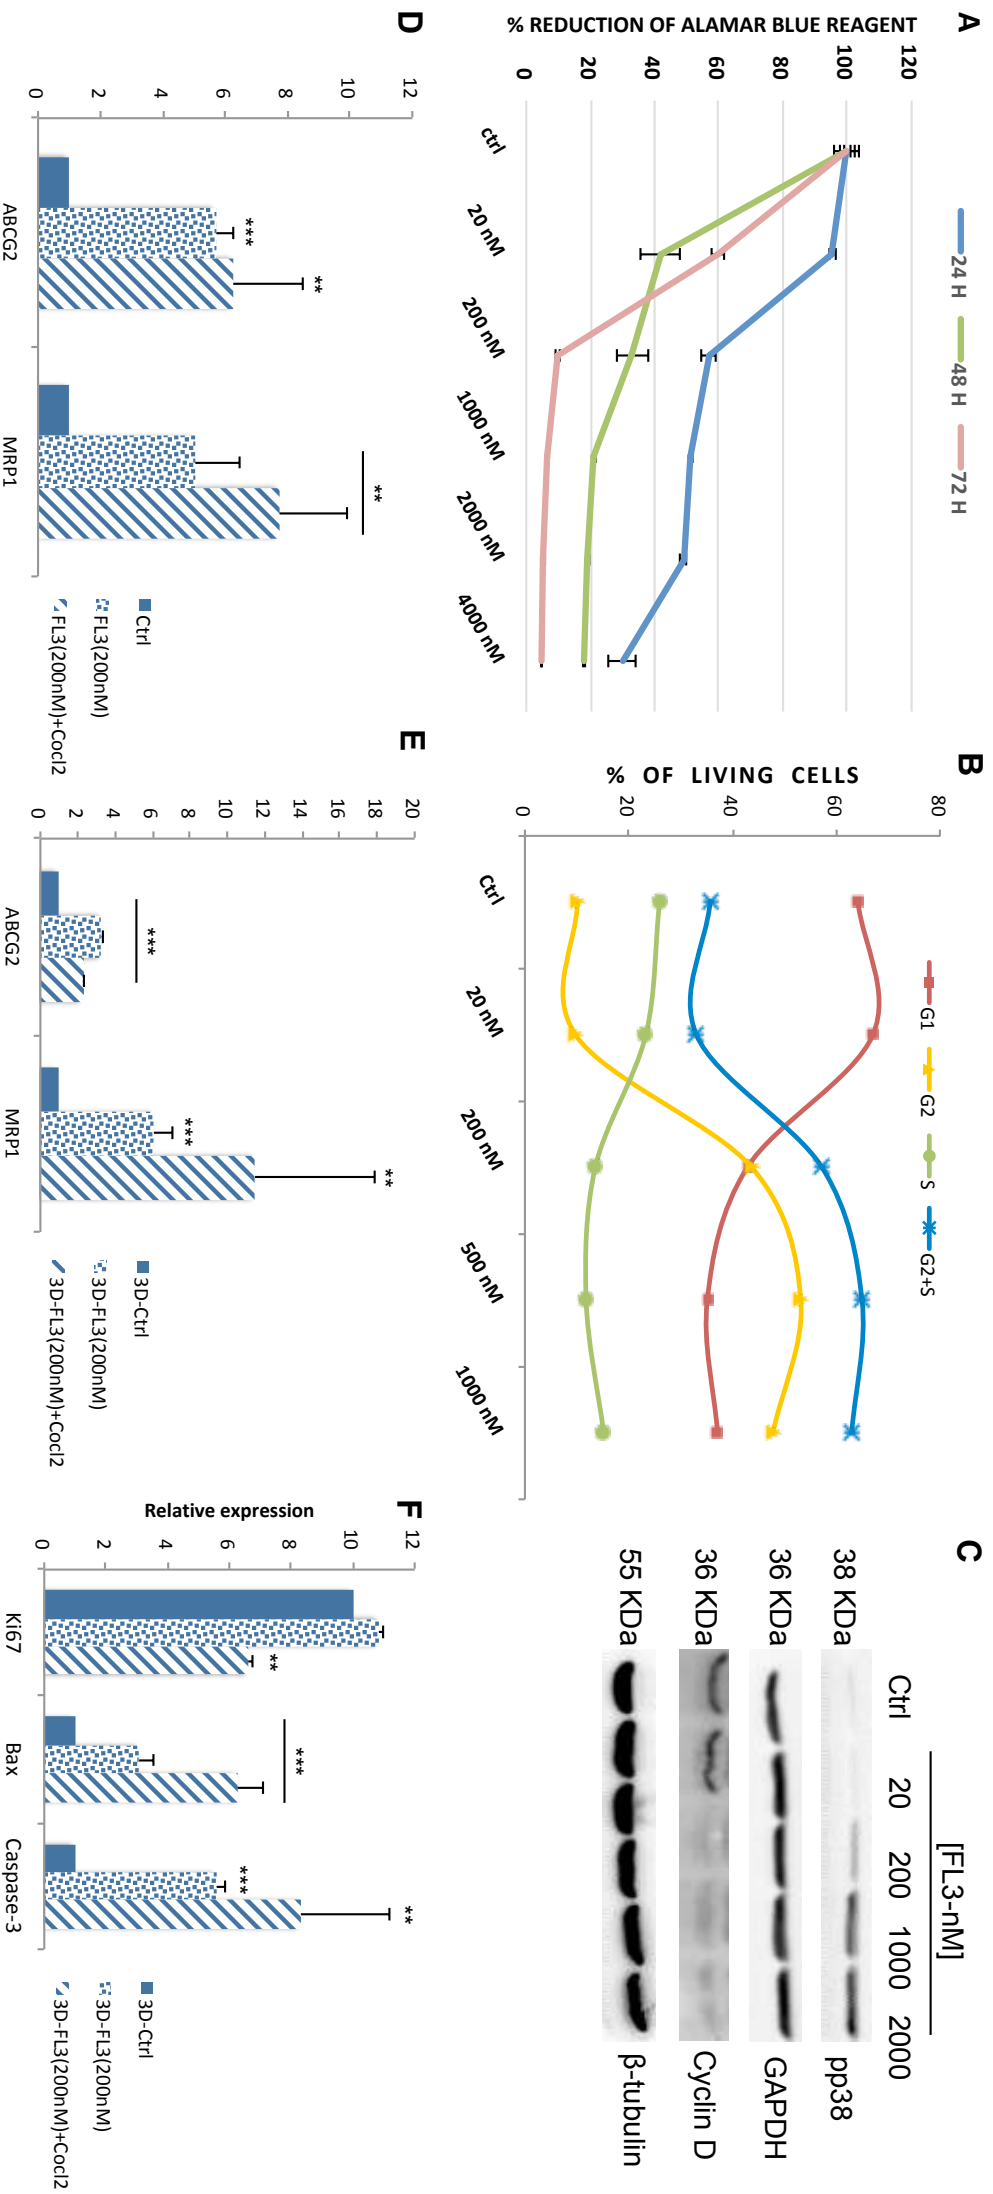 A
24 H 48 H 72 H
% REDUCTION OF ALAMAR BLUE REAGENT
120
100
80
60
40
20
0
ctrl 20 nM 200 nM 1000 nM 2000 nM 4000 nM
B
G1 G2 S G2+S
% OF LIVING CELLS
80
60
40
20
0
Ctrl 20 nM 200 nM 500 nM 1000 nM
C
[FL3-nM]
Ctrl 20 200 1000 2000
38 KDa pp38
36 KDa GAPDH
36 KDa Cyclin D
55 KDa β-tubulin
D
12
10
8
6
4
2
0
***
**
**
ABCG2 MRP1
Ctrl
FL3(200nM)
FL3(200nM)+Cocl2
E
20
18
16
14
12
10
8
6
4
2
0
***
***
**
ABCG2 MRP1
3D-Ctrl
3D-FL3(200nM)
3D-FL3(200nM)+Cocl2
F
Relative expression
12
10
8
6
4
2
0
**
***
***
**
Ki67 Bax Caspase-3
3D-Ctrl
3D-FL3(200nM)
3D-FL3(200nM)+Cocl2